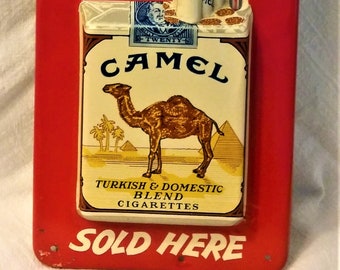 TWENTY
CAMEL
TURKISH & DOMESTIC
BLEND
CIGARETTES
SOLD HERE